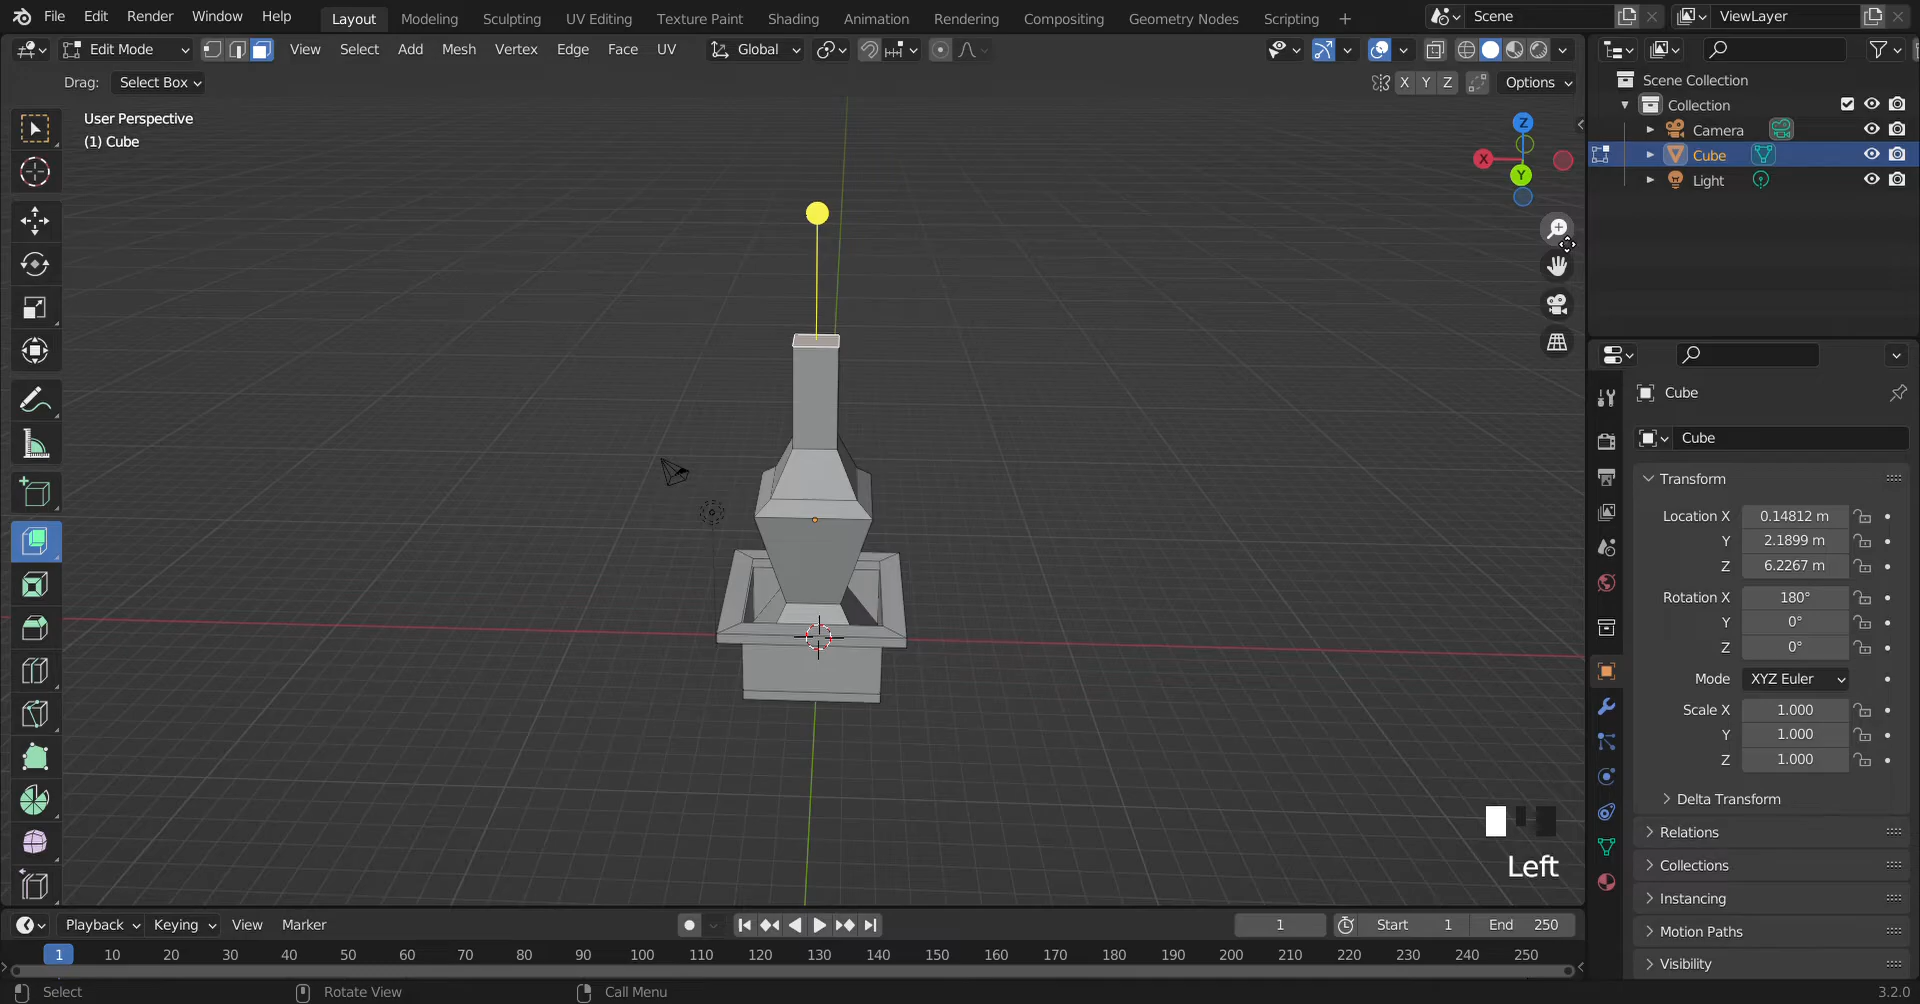 File Edit Render Window Help Layout Modeling Sculpting UV Editing Texture Paint Shading Animation Rendering Compositing Geometry Nodes Scripting + Scene ViewLayer
Edit Mode View Select Add Mesh Vertex Edge Face UV Global
Drag: Select Box X Y Z Options
User Perspective
(1) Cube
Z
X
Y
Scene Collection
Collection
Camera
Cube
Light
Cube
Cube
Transform
Location X 0.14812 m
Y 2.1899 m
Z 6.2267 m
Rotation X 180°
Y 0°
Z 0°
Mode XYZ Euler
Scale X 1.000
Y 1.000
Z 1.000
Delta Transform
Relations
Collections
Instancing
Motion Paths
Visibility
Left
Playback Keying View Marker 1 Start 1 End 250
1 10 20 30 40 50 60 70 80 90 100 110 120 130 140 150 160 170 180 190 200 210 220 230 240 250
Select Rotate View Call Menu 3.2.0